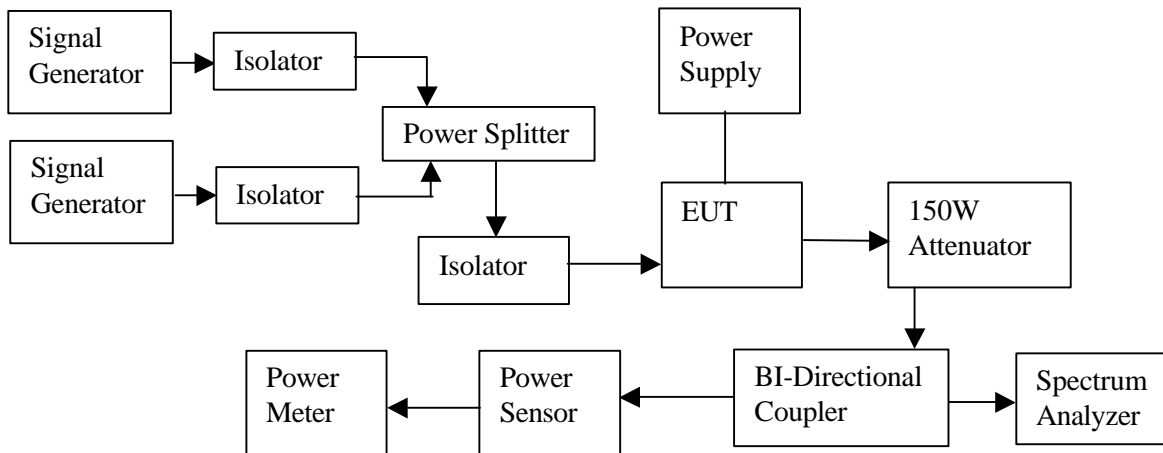 Signal
Generator
Isolator
Power
Supply
Power Splitter
Signal
Generator
Isolator
EUT
150W
Attenuator
Isolator
Power
Meter
Power
Sensor
BI-Directional
Coupler
Spectrum
Analyzer